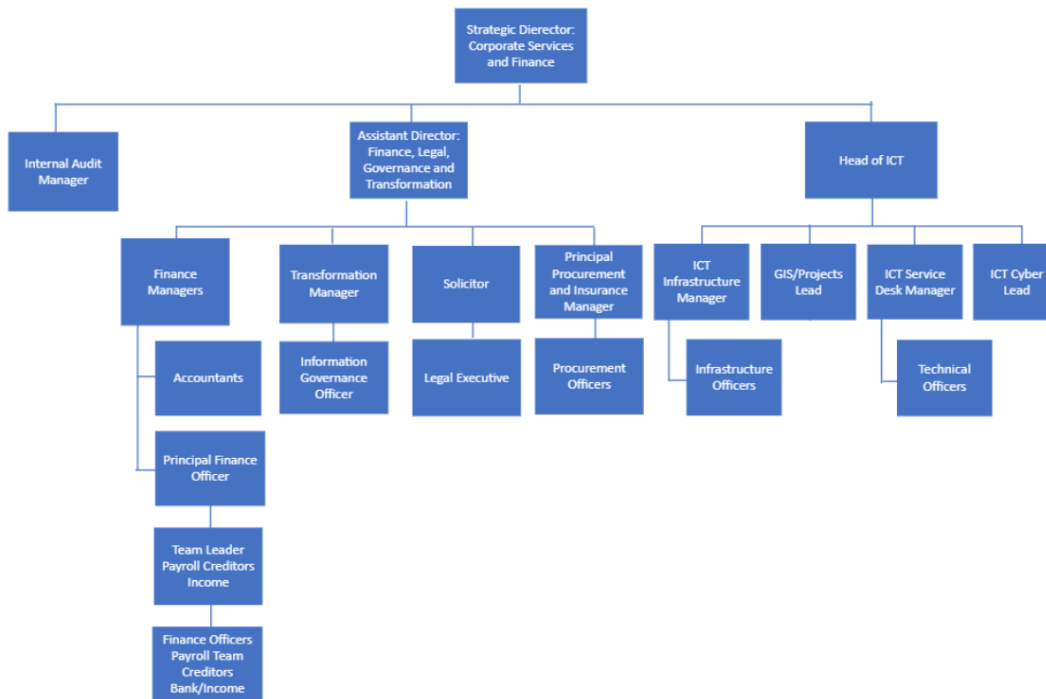 Strategic Dierector:
Corporate Services
and Finance
Internal Audit
Manager
Assistant Director:
Finance, Legal,
Governance and
Transformation
Head of ICT
Finance
Managers
Transformation
Manager
Solicitor
Principal
Procurement
and Insurance
Manager
ICT
Infrastructure
Manager
GIS/Projects
Lead
ICT Service
Desk Manager
ICT Cyber
Lead
Accountants
Information
Governance
Officer
Legal Executive
Procurement
Officers
Infrastructure
Officers
Technical
Officers
Principal Finance
Officer
Team Leader
Payroll Creditors
Income
Finance Officers
Payroll Team
Creditors
Bank/Income